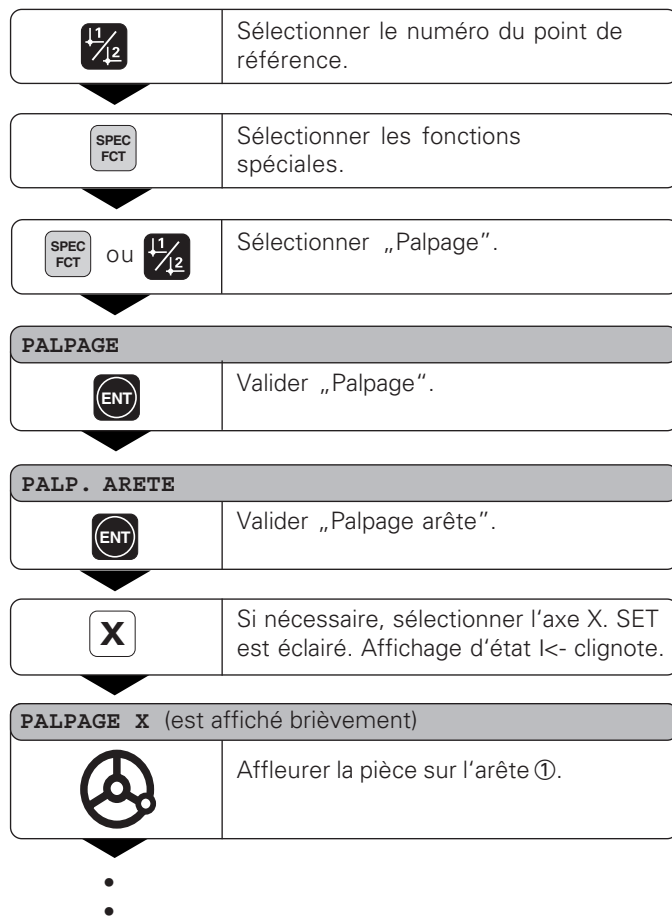 1 2
Sélectionner le numéro du point de
référence.
SPEC
FCT
Sélectionner les fonctions
spéciales.
SPEC
FCT ou 1 2
Sélectionner „Palpage”.
PALPAGE
ENT
Valider „Palpage“.
PALP. ARETE
ENT
Valider „Palpage arête”.
X
Si nécessaire, sélectionner l‘axe X. SET
est éclairé. Affichage d‘état I<- clignote.
PALPAGE X (est affiché brièvement)
Affleurer la pièce sur l‘arête ①.